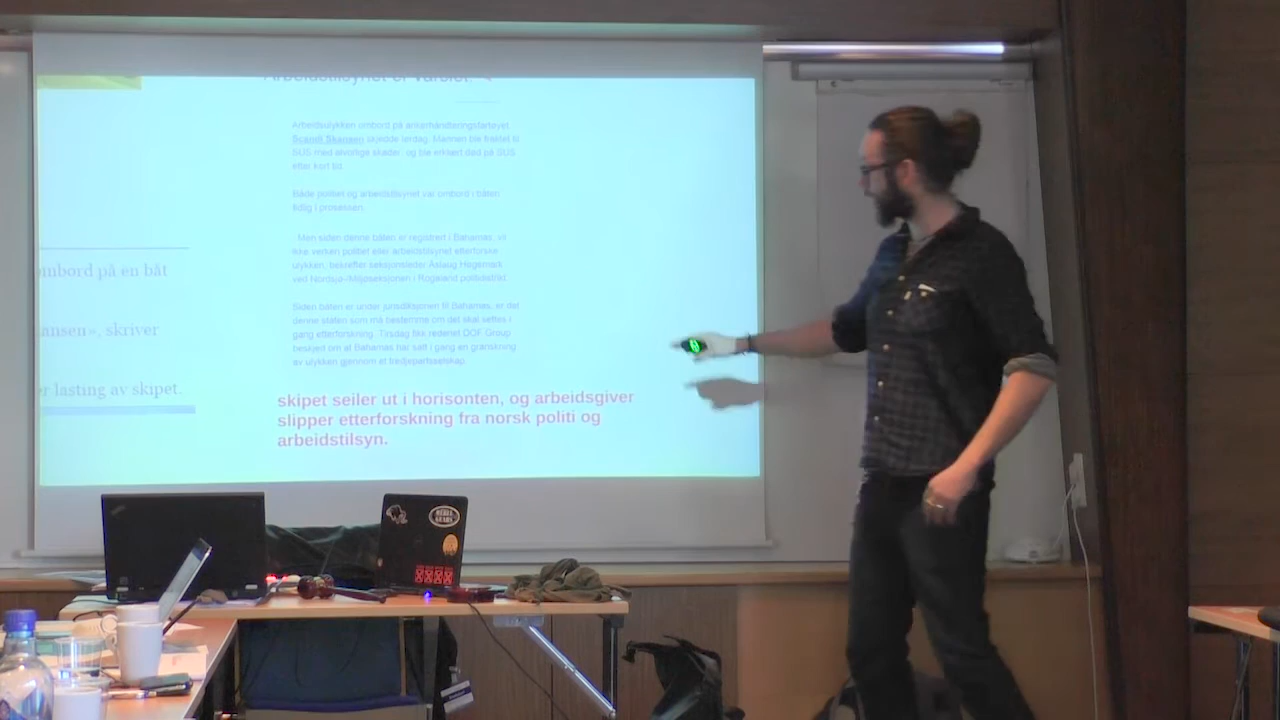 Arbeidstilsynet er varslet.
Arbeidsulykken ombord på ankerhåndteringsfartøyet
Scandi Skansen skjedde lørdag. Mannen ble fraktet til
SUS med alvorlige skader, og ble erklært død på SUS
etter kort tid.
Både politiet og arbeidstilsynet var ombord i båten
tidlig i prosessen.
- Men siden denne båten er registrert i Bahamas, vil
ikke verken politiet eller arbeidstilsynet etterforske
ulykken, bekrefter seksjonsleder Åslaug Høgemark
ved Nordsjø-/Miljøseksjonen i Rogaland politidistrikt.
Siden båten er under jurisdiksjonen til Bahamas, er det
denne staten som må bestemme om det skal settes i
gang etterforskning. Tirsdag fikk rederiet DOF Group
beskjed om at Bahamas har satt i gang en granskning
av ulykken gjennom et tredjepartsselskap.
ombord på en båt
ansen», skriver
er lasting av skipet.
skipet seiler ut i horisonten, og arbeidsgiver
slipper etterforskning fra norsk politi og
arbeidstilsyn.